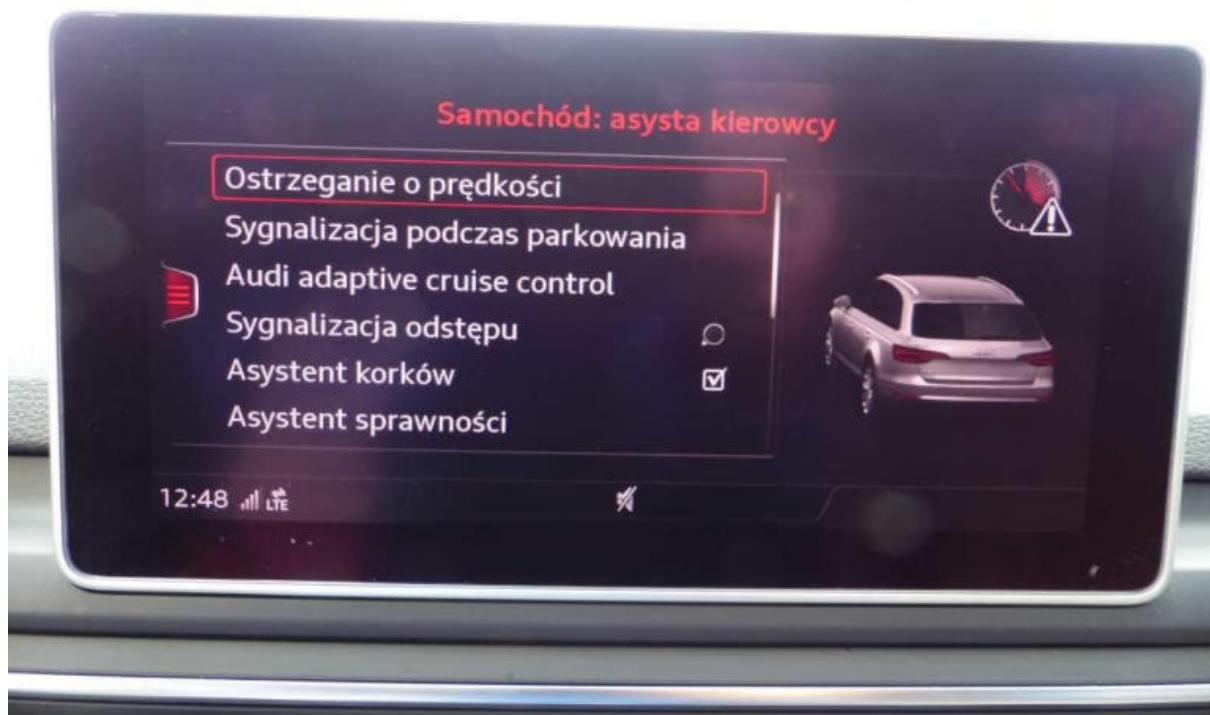 Samochód: asysta kierowcy
Ostrzeganie o prędkości
Sygnalizacja podczas parkowania
Audi adaptive cruise control
Sygnalizacja odstępu
Asystent korków
Asystent sprawności
12:48 LTE